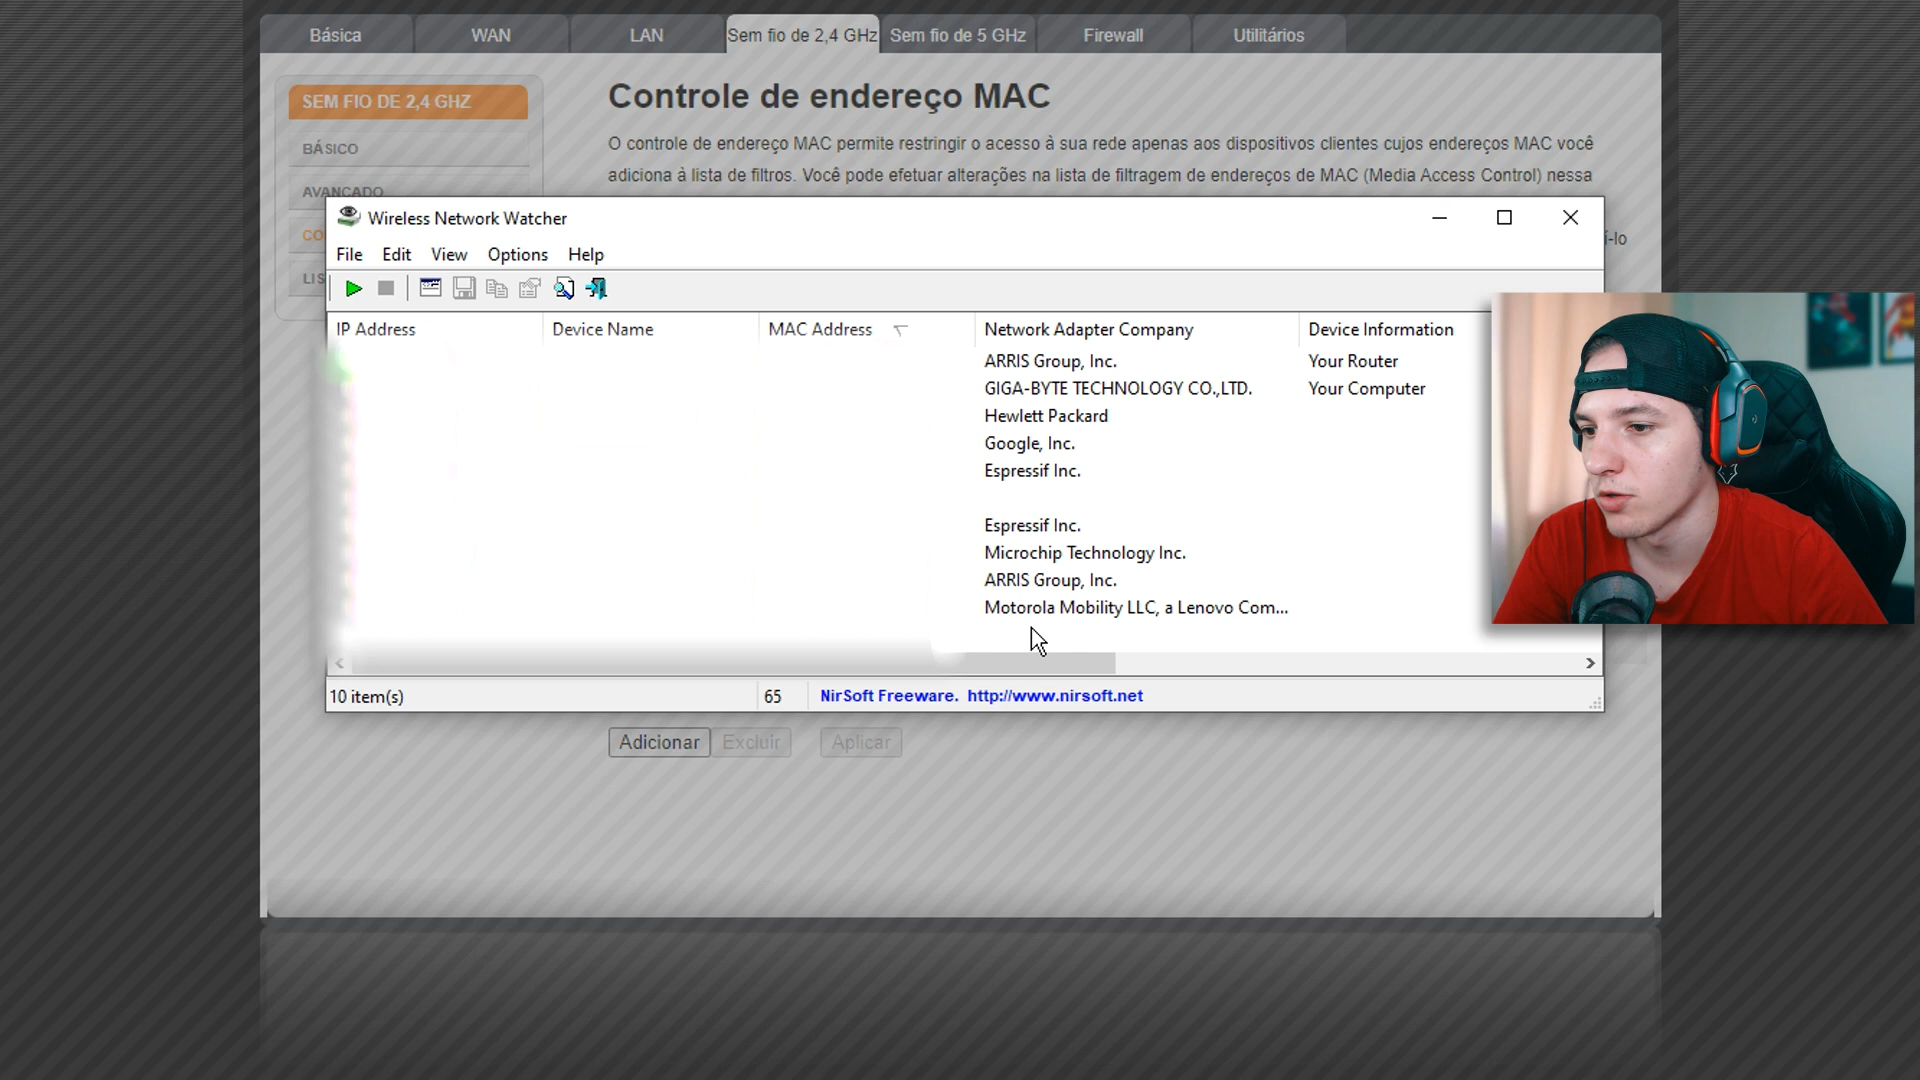 Básica
WAN
LAN
Sem fio de 2,4 GHz
Sem fio de 5 GHz
Firewall
Utilitários
SEM FIO DE 2,4 GHZ
BÁSICO
AVANÇADO
CO
LIS
Controle de endereço MAC
O controle de endereço MAC permite restringir o acesso à sua rede apenas aos dispositivos clientes cujos endereços MAC você
adiciona à lista de filtros. Você pode efetuar alterações na lista de filtragem de endereços de MAC (Media Access Control) nessa
í-lo
Wireless Network Watcher
File Edit View Options Help
IP Address Device Name MAC Address Network Adapter Company Device Information
ARRIS Group, Inc. Your Router
GIGA-BYTE TECHNOLOGY CO.,LTD. Your Computer
Hewlett Packard
Google, Inc.
Espressif Inc.
Espressif Inc.
Microchip Technology Inc.
ARRIS Group, Inc.
Motorola Mobility LLC, a Lenovo Com...
10 item(s) 65 NirSoft Freeware. http://www.nirsoft.net
Adicionar Excluir Aplicar